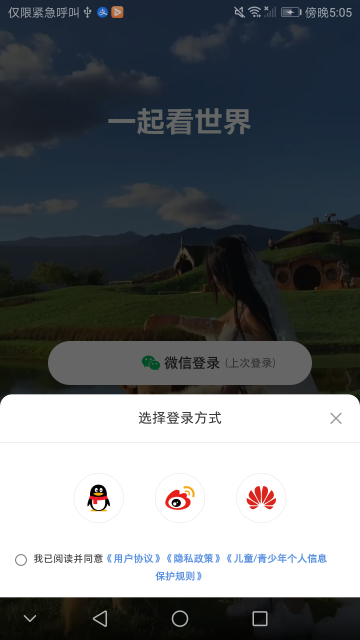 仅限紧急呼叫 傍晚5:05
一起看世界
微信登录 (上次登录)
选择登录方式
我已阅读并同意《用户协议》《隐私政策》《儿童/青少年个人信息
保护规则》